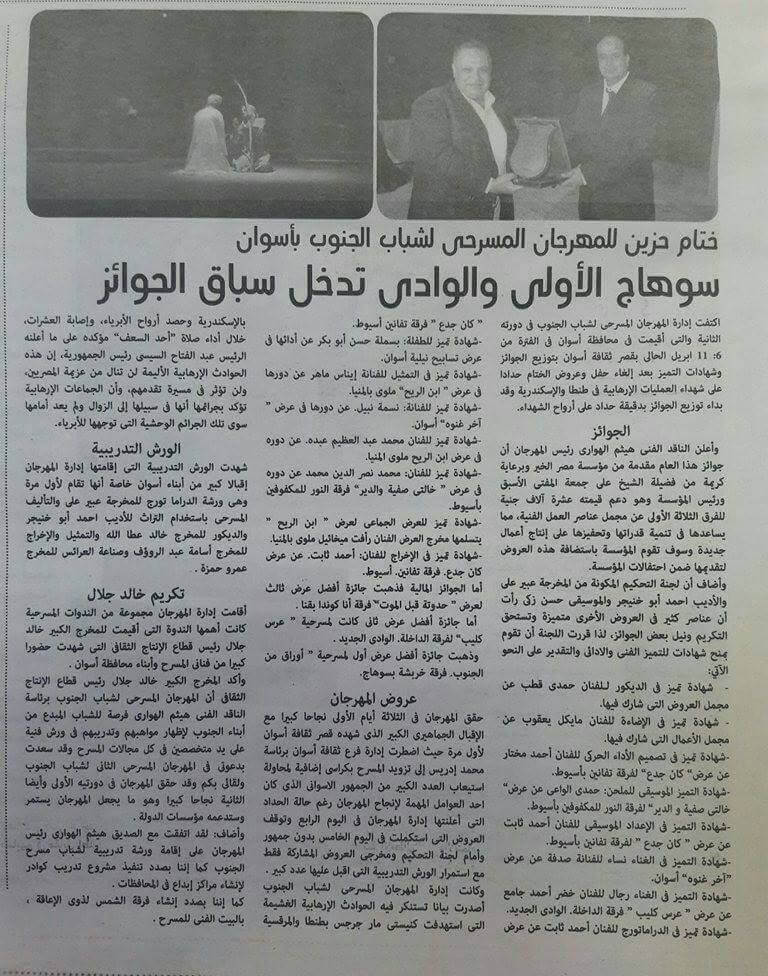 ختام حزين للمهرجان المسرحى لشباب الجنوب بأسوان
سوهاج الأولى والوادى تدخل سباق الجوائز
اكتفت إدارة المهرجان المسرحى لشباب الجنوب فى دورته
الثانية والتى أقيمت فى محافظة أسوان فى الفترة من
6: 11 ابريل الحالى بقصر ثقافة أسوان بتوزيع الجوائز
وشهادات التميز بعد إلغاء حفل وعروض الختام حدادا
على شهداء العمليات الإرهابية فى طنطا والإسكندرية وقد
بداء توزيع الجوائز بدقيقة حداد على أرواح الشهداء.
الجوائز
وأعلن الناقد الفنى هيثم الهوارى رئيس المهرجان أن
جوائز هذا العام مقدمة من مؤسسة مصر الخير وبرعاية
كريمة من فضيلة الشيخ على جمعة المفتى الأسبق
ورئيس المؤسسة وهو دعم قيمته عشرة آلاف جنية
للفرق الثلاثة الأولى عن مجمل عناصر العمل الفنية، مما
يساعدها فى تنمية قدراتها وتحفيزها على إنتاج أعمال
جديدة وسوف تقوم المؤسسة باستضافة هذه العروض
لتقديمها ضمن احتفالات المؤسسة.
وأضاف أن لجنة التحكيم المكونة من المخرجة عبير على
والأديب احمد أبو خنيجر والموسيقى حسن زكى رأت
أن عناصر كثير فى العروض الأخرى متميزة وتستحق
التكريم ونيل بعض الجوائز، لذا قررت اللجنة أن تقوم
بمنح شهادات للتميز الفنى والادائى والتقدير على النحو
الآتي:
- شهادة تميز فى الديكور للفنان حمدى قطب عن
مجمل العروض التى شارك فيها.
- شهادة تميز فى الإضاءة للفنان مايكل يعقوب عن
مجمل الأعمال التى شارك فيها.
-شهادة تميز فى تصميم الأداء الحركى للفنان أحمد مختار
عن عرض" كان جدع" لفرقة تفانين بأسيوط.
-شهادة التميز الموسيقى للملحن: حمدى الواعى عن عرض"
خالتى صفية و الدير" لفرقة النور للمكفوفين بأسيوط.
-شهادة التميز فى الإعداد الموسيقى للفنان أحمد ثابت
عن عرض " كان جدع " لفرقة تفانين بأسيوط.
-شهادة التميز فى الغناء نساء للفنانة صدفة عن عرض
"آخر غنوه" أسوان.
-شهادة التميز فى الغناء رجال للفنان خضر أحمد جامع
عن عرض " عرس كليب " فرقة الداخلة. الوادى الجديد.
-شهادة تميز فى الدراماتورج للفنان أحمد ثابت عن عرض
" كان جدع " فرقة تفانين أسيوط.
-شهادة تميز للطفلة: بسملة حسن أبو بكر عن أدائها فى
عرض تسابيح نيلية أسوان.
-شهادة تميز فى التمثيل للفنانة إيناس ماهر عن دورها
فى عرض " ابن الريح" ملوى بالمنيا.
-شهادة تميز للفنانة: نسمة نبيل. عن دورها فى عرض "
آخر غنوه" أسوان.
-شهادة تميز للفنان محمد عبد العظيم عبده. عن دوره
فى عرض ابن الريح ملوى المنيا.
-شهادة تميز للفنان: محمد نصر الدين محمد عن دوره
فى عرض " خالتى صفية والدير" فرقة النور للمكفوفين
بأسيوط.
-شهادة تميز للعرض الجماعى لعرض " ابن الريح "
يتسلمها مخرج العرض الفنان رأفت ميخائيل ملوى بالمنيا.
-شهادة تميز فى الإخراج للفنان: أحمد ثابت. عن عرض
كان جدع. فرقة تفانين. أسيوط.
أما الجوائز المالية فذهبت جائزة أفضل عرض ثالث
لعرض " حدوتة قبل الموت" فرقة أنا كوندا بقنا .
أما جائزة أفضل عرض ثانى كانت لمسرحية " عرس
كليب" لفرقة الداخلة. الوادى الجديد .
وذهبت جائزة أفضل عرض أول لمسرحية " أوراق من
الجنوب. فرقة خربشة بسوهاج.
عروض المهرجان
حقق المهرجان فى الثلاثة أيام الأولى نجاحا كبيرا مع
الإقبال الجماهيرى الكبير الذى شهده قصر ثقافة أسوان
لأول مرة حيث اضطرت إدارة فرع ثقافة أسوان برئاسة
محمد إدريس إلى تزويد المسرح بكراسى إضافية لمحاولة
استيعاب العدد الكبير من الجمهور الاسوانى الذى كان
احد العوامل المهمة لإنجاح المهرجان رغم حالة الحداد
التى أعلنتها إدارة المهرجان فى اليوم الرابع وتوقف
العروض التى استكملت فى اليوم الخامس بدون جمهور
وأمام لجنة التحكيم ومخرجى العروض المشاركة فقط
مع استمرار الورش التدريبية التى اقبل عليها عدد كبير .
وكانت إدارة المهرجان المسرحى لشباب الجنوب
أصدرت بيانا تستنكر فيه الحوادث الإرهابية الغشيمة
التى استهدفت كنيستى مار جرجس بطنطا والمرقسية
بالإسكندرية وحصد أرواح الأبرياء، وإصابة العشرات،
خلال أداء صلاة "أحد السعف" مؤكده على ما أعلنه
الرئيس عبد الفتاح السيسى رئيس الجمهورية، إن هذه
الحوادث الإرهابية الأليمة لن تنال من عزيمة المصريين،
ولن تؤثر فى مسيرة تقدمهم، وأن الجماعات الإرهابية
تؤكد بجرائمها أنها فى سبيلها إلى الزوال ولم يعد أمامها
سوى تلك الجرائم الوحشية التى توجهها للأبرياء.
الورش التدريبية
شهدت الورش التدريبية التى إقامتها إدارة المهرجان
إقبالا كبير من أبناء أسوان خاصة أنها تقام لأول مرة
وهى ورشة الدراما تورج للمخرجة عبير على والتأليف
المسرحى باستخدام التراث للأديب احمد أبو خنيجر
والديكور للمخرج خالد عطا الله والتمثيل والإخراج
للمخرج أسامة عبد الرؤوف وصناعة العرائس للمخرج
عمرو حمزة .
تكريم خالد جلال
أقامت إدارة المهرجان مجموعة من الندوات المسرحية
كانت أهمها الندوة التى أقيمت للمخرج الكبير خالد
جلال رئيس قطاع الإنتاج الثقافى التى شهدت حضورا
كبيرا من فنانى المسرح وأبناء محافظة أسوان .
وأكد المخرج الكبير خالد جلال رئيس قطاع الإنتاج
الثقافى أن المهرجان المسرحى لشباب الجنوب برئاسة
الناقد الفنى هيثم الهوارى فرصة للشباب المبدع من
أبناء الجنوب لإظهار مواهبهم وتدريبهم فى ورش فنية
على يد متخصصين فى كل مجالات المسرح وقد سعدت
بدعوتى فى المهرجان المسرحى الثانى لشباب الجنوب
ولقائى بكم وقد حقق المهرجان فى دورتيه الأولى وأيضا
الثانية نجاحا كبيرا وهو ما يجعل المهرجان يستمر
وستدعمه مؤسسات الدولة .
وأضاف: لقد اتفقت مع الصديق هيثم الهوارى رئيس
المهرجان على إقامة ورشة تدريبية لشباب مسرح
الجنوب كما إننا بصدد تنفيذ مشروع تدريب كوادر
لإنشاء مراكز إبداع فى المحافظات .
كما إننا بصدد إنشاء فرقة الشمس لذوى الإعاقة ،
بالبيت الفنى للمسرح .